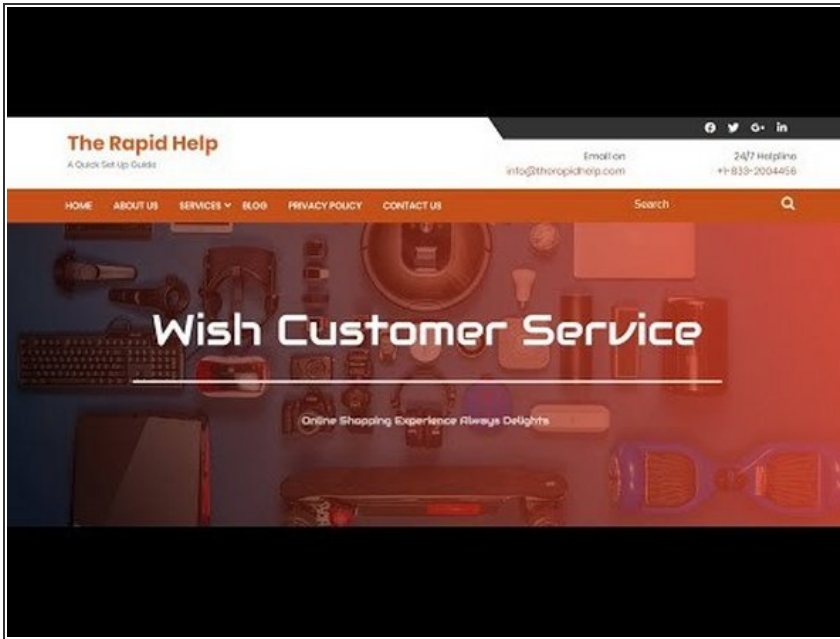 The Rapid Help
A Quick Set Up Guide
Email on
info@therapidhelp.com
24/7 Helpline
+1-833-2004456
HOME ABOUT US SERVICES BLOG PRIVACY POLICY CONTACT US Search
Wish Customer Service
Online Shopping Experience Always Delights